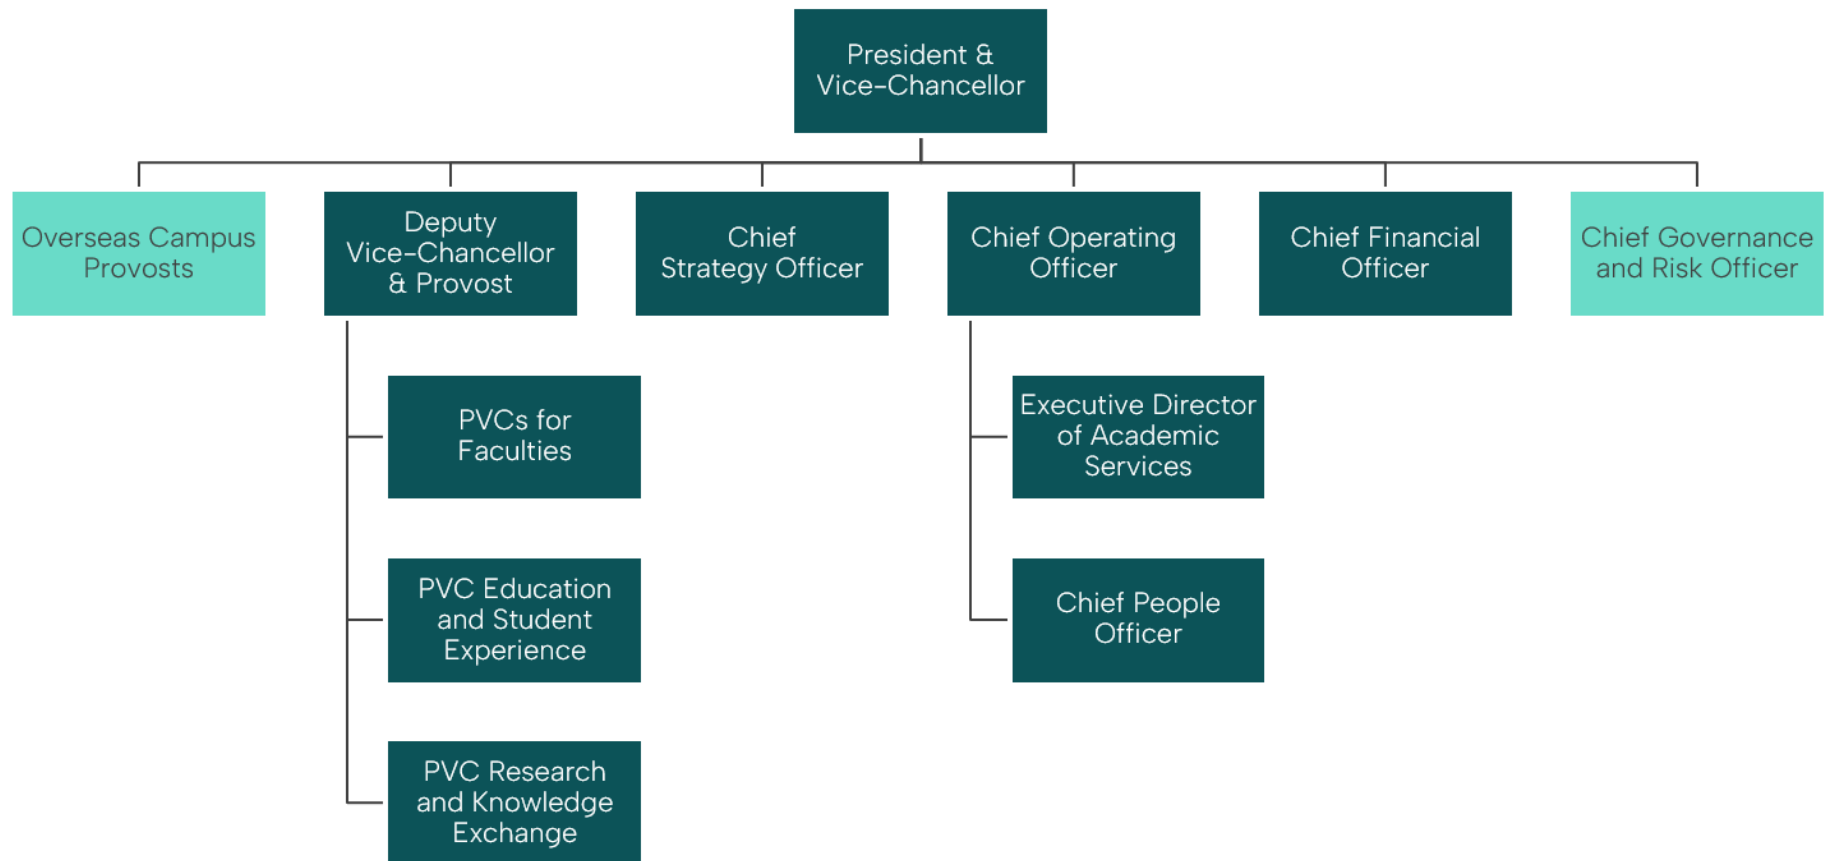 President &
Vice-Chancellor
Overseas Campus
Provosts
Deputy
Vice-Chancellor
& Provost
Chief
Strategy Officer
Chief Operating
Officer
Chief Financial
Officer
Chief Governance
and Risk Officer
PVCs for
Faculties
Executive Director
of Academic
Services
PVC Education
and Student
Experience
Chief People
Officer
PVC Research
and Knowledge
Exchange